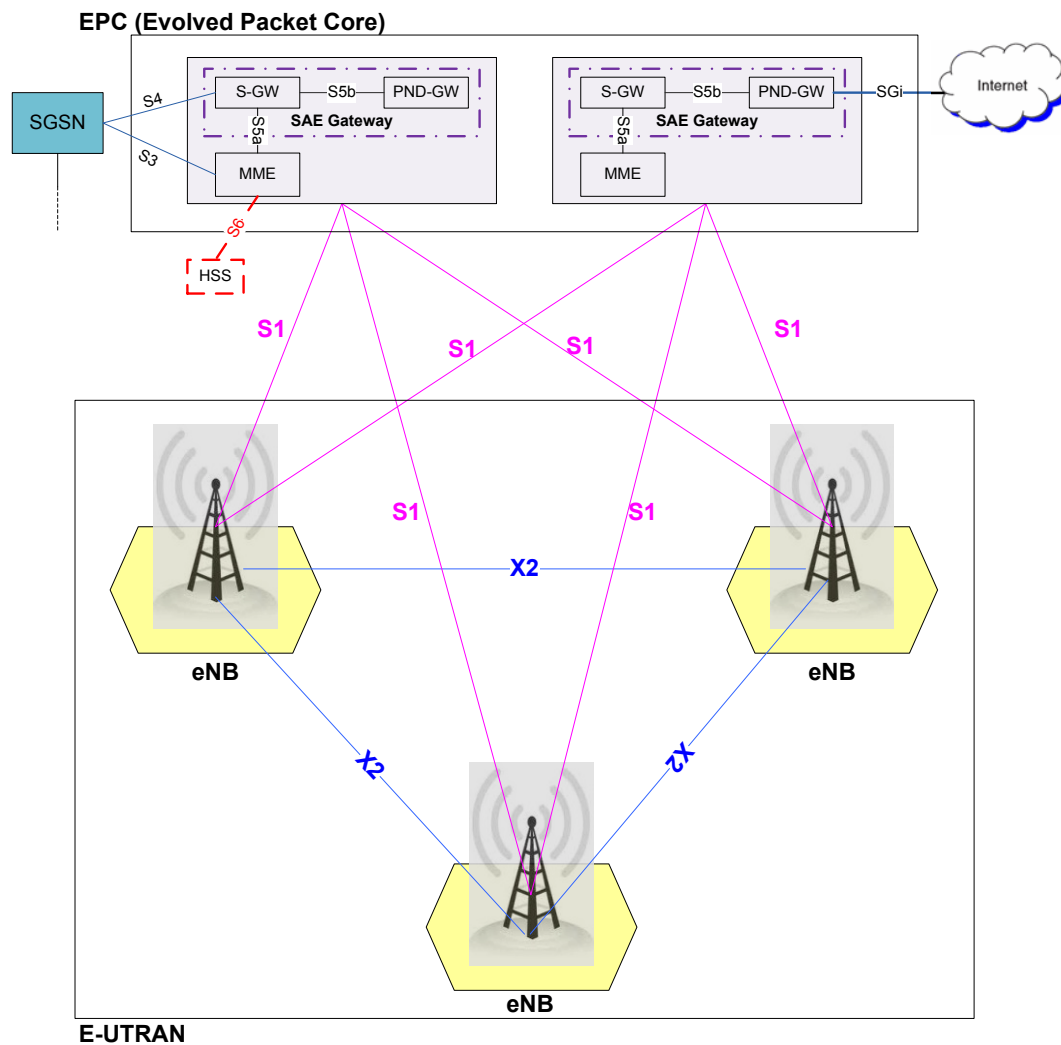 EPC (Evolved Packet Core)
S-GW
S5b
PND-GW
SAE Gateway
S5a
MME
S-GW
S5b
PND-GW
SAE Gateway
S5a
MME
SGi
Internet
SGSN
S4
S3
S6
HSS
S1
S1
S1
S1
S1
S1
X2
eNB
eNB
X2
X2
eNB
E-UTRAN